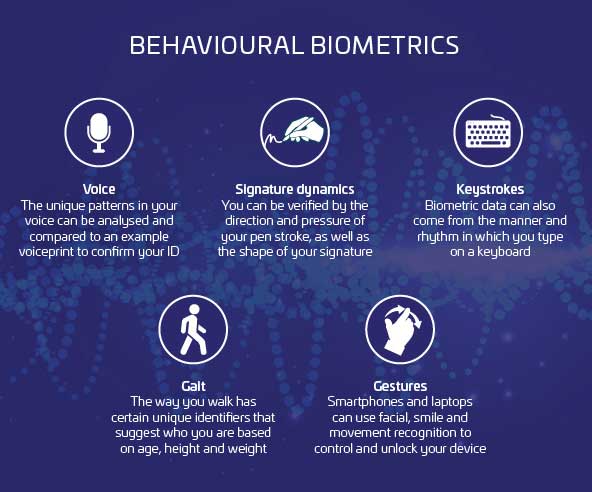 BEHAVIOURAL BIOMETRICS
Voice
The unique patterns in your
voice can be analysed and
compared to an example
voiceprint to confirm your ID
Signature dynamics
You can be verified by the
direction and pressure of
your pen stroke, as well as
the shape of your signature
Keystrokes
Biometric data can also
come from the manner and
rhythm in which you type
on a keyboard
Gait
The way you walk has
certain unique identifiers that
suggest who you are based
on age, height and weight
Gestures
Smartphones and laptops
can use facial, smile and
movement recognition to
control and unlock your device